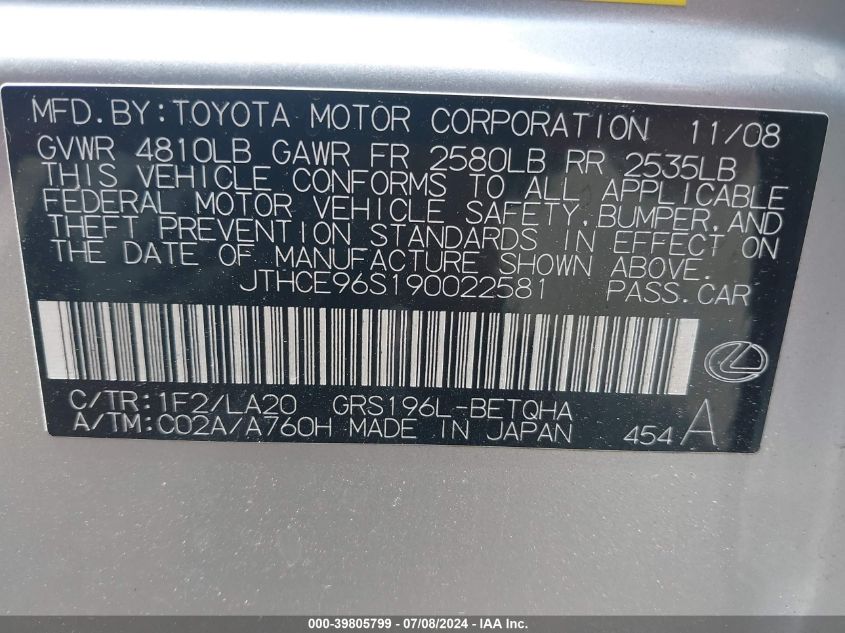 MFD.BY:TOYOTA MOTOR CORPORATION 11/08
GVWR 4810LB GAWR FR 2580LB RR 2535LB
THIS VEHICLE CONFORMS TO ALL APPLICABLE
FEDERAL MOTOR VEHICLE SAFETY,BUMPER,AND
THEFT PREVENTION STANDARDS IN EFFECT ON
THE DATE OF MANUFACTURE SHOWN ABOVE.
JTHCE96S190022581 PASS.CAR
C/TR:1F2/LA20 GRS196L-BETQHA
A/TM:C02A/A760H MADE IN JAPAN 454 A
000-39805799 - 07/08/2024 - IAA Inc.